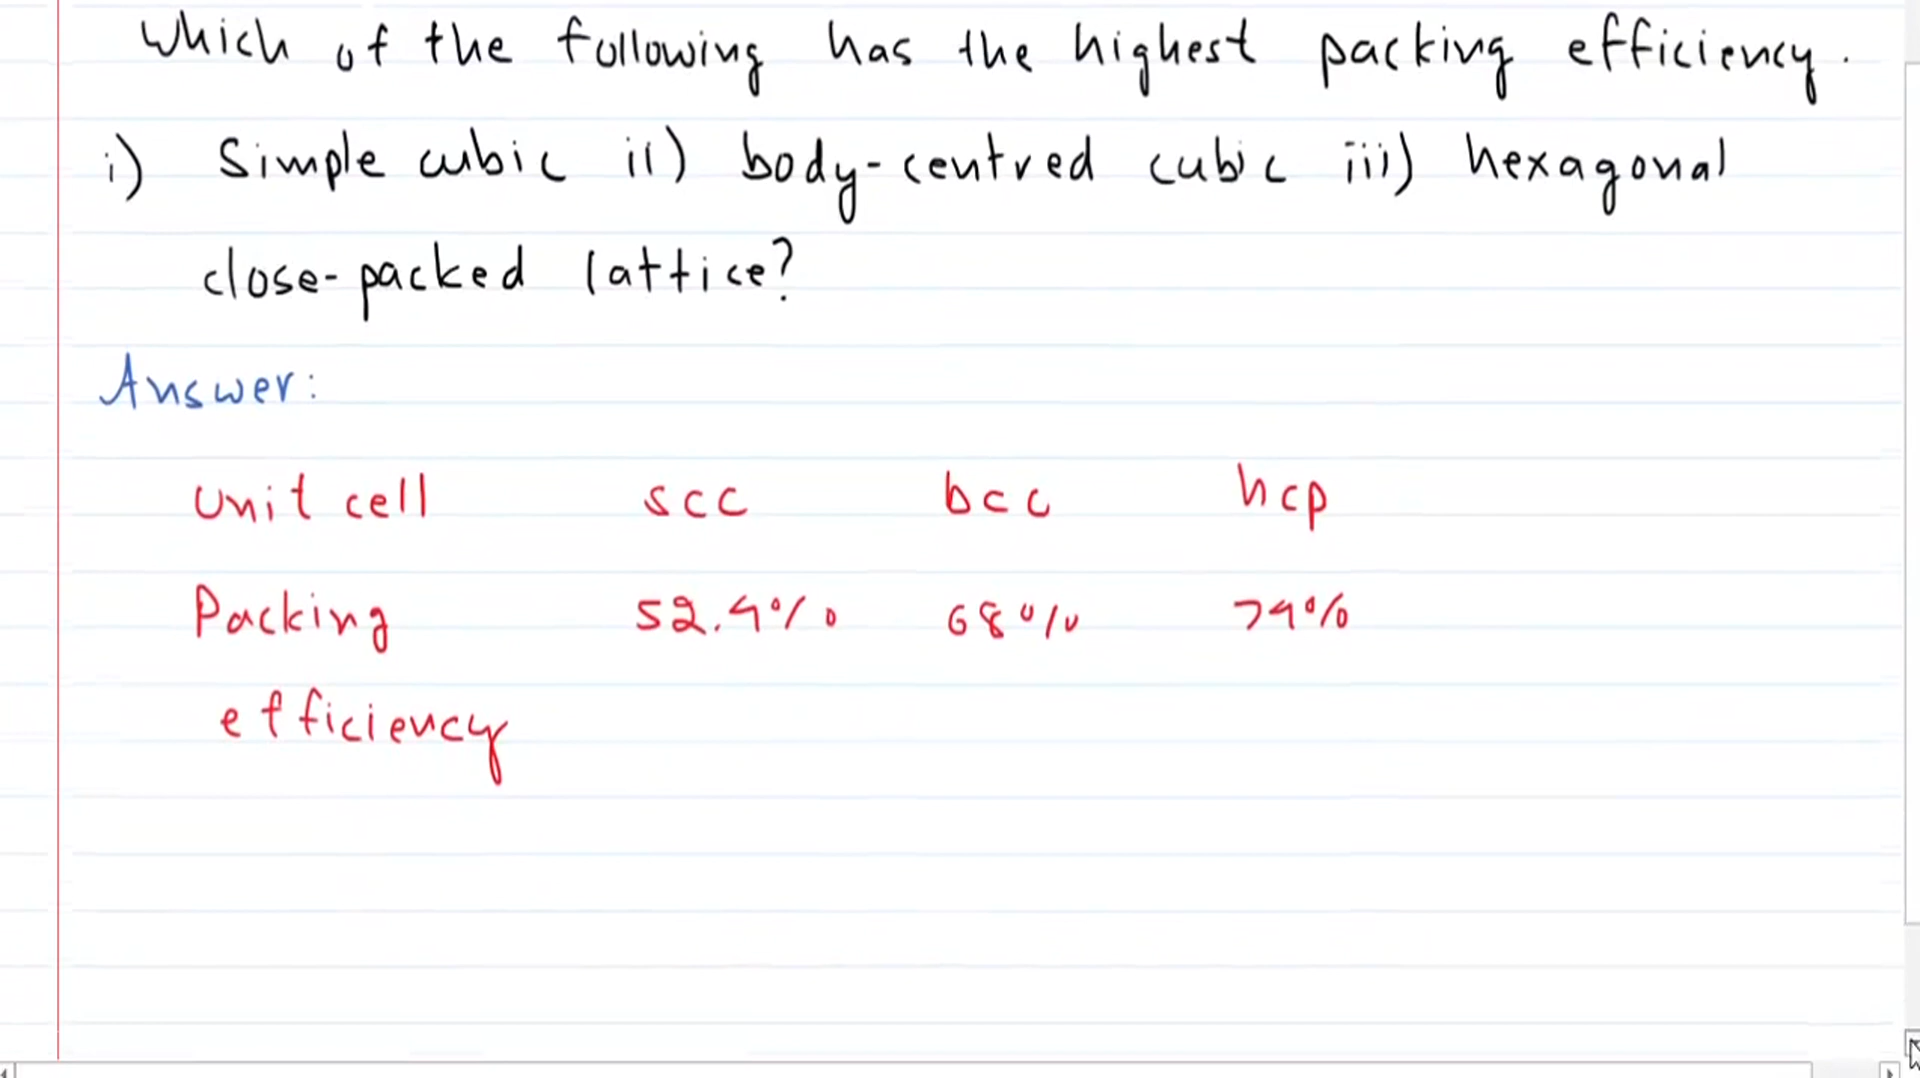 Which of the following has the highest packing efficiency.
i) Simple cubic ii) body-centred cubic iii) hexagonal
close-packed lattice?
Answer:
Unit cell scc bcc hcp
Packing 52.4% 68% 74%
efficiency